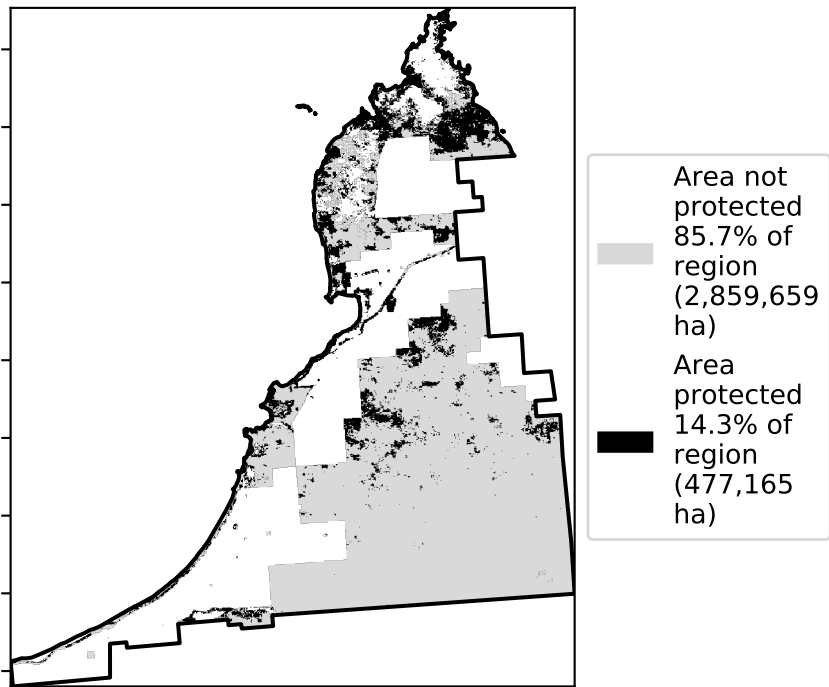 Area not
protected
85.7% of
region
(2,859,659
ha)
Area
protected
14.3% of
region
(477,165
ha)